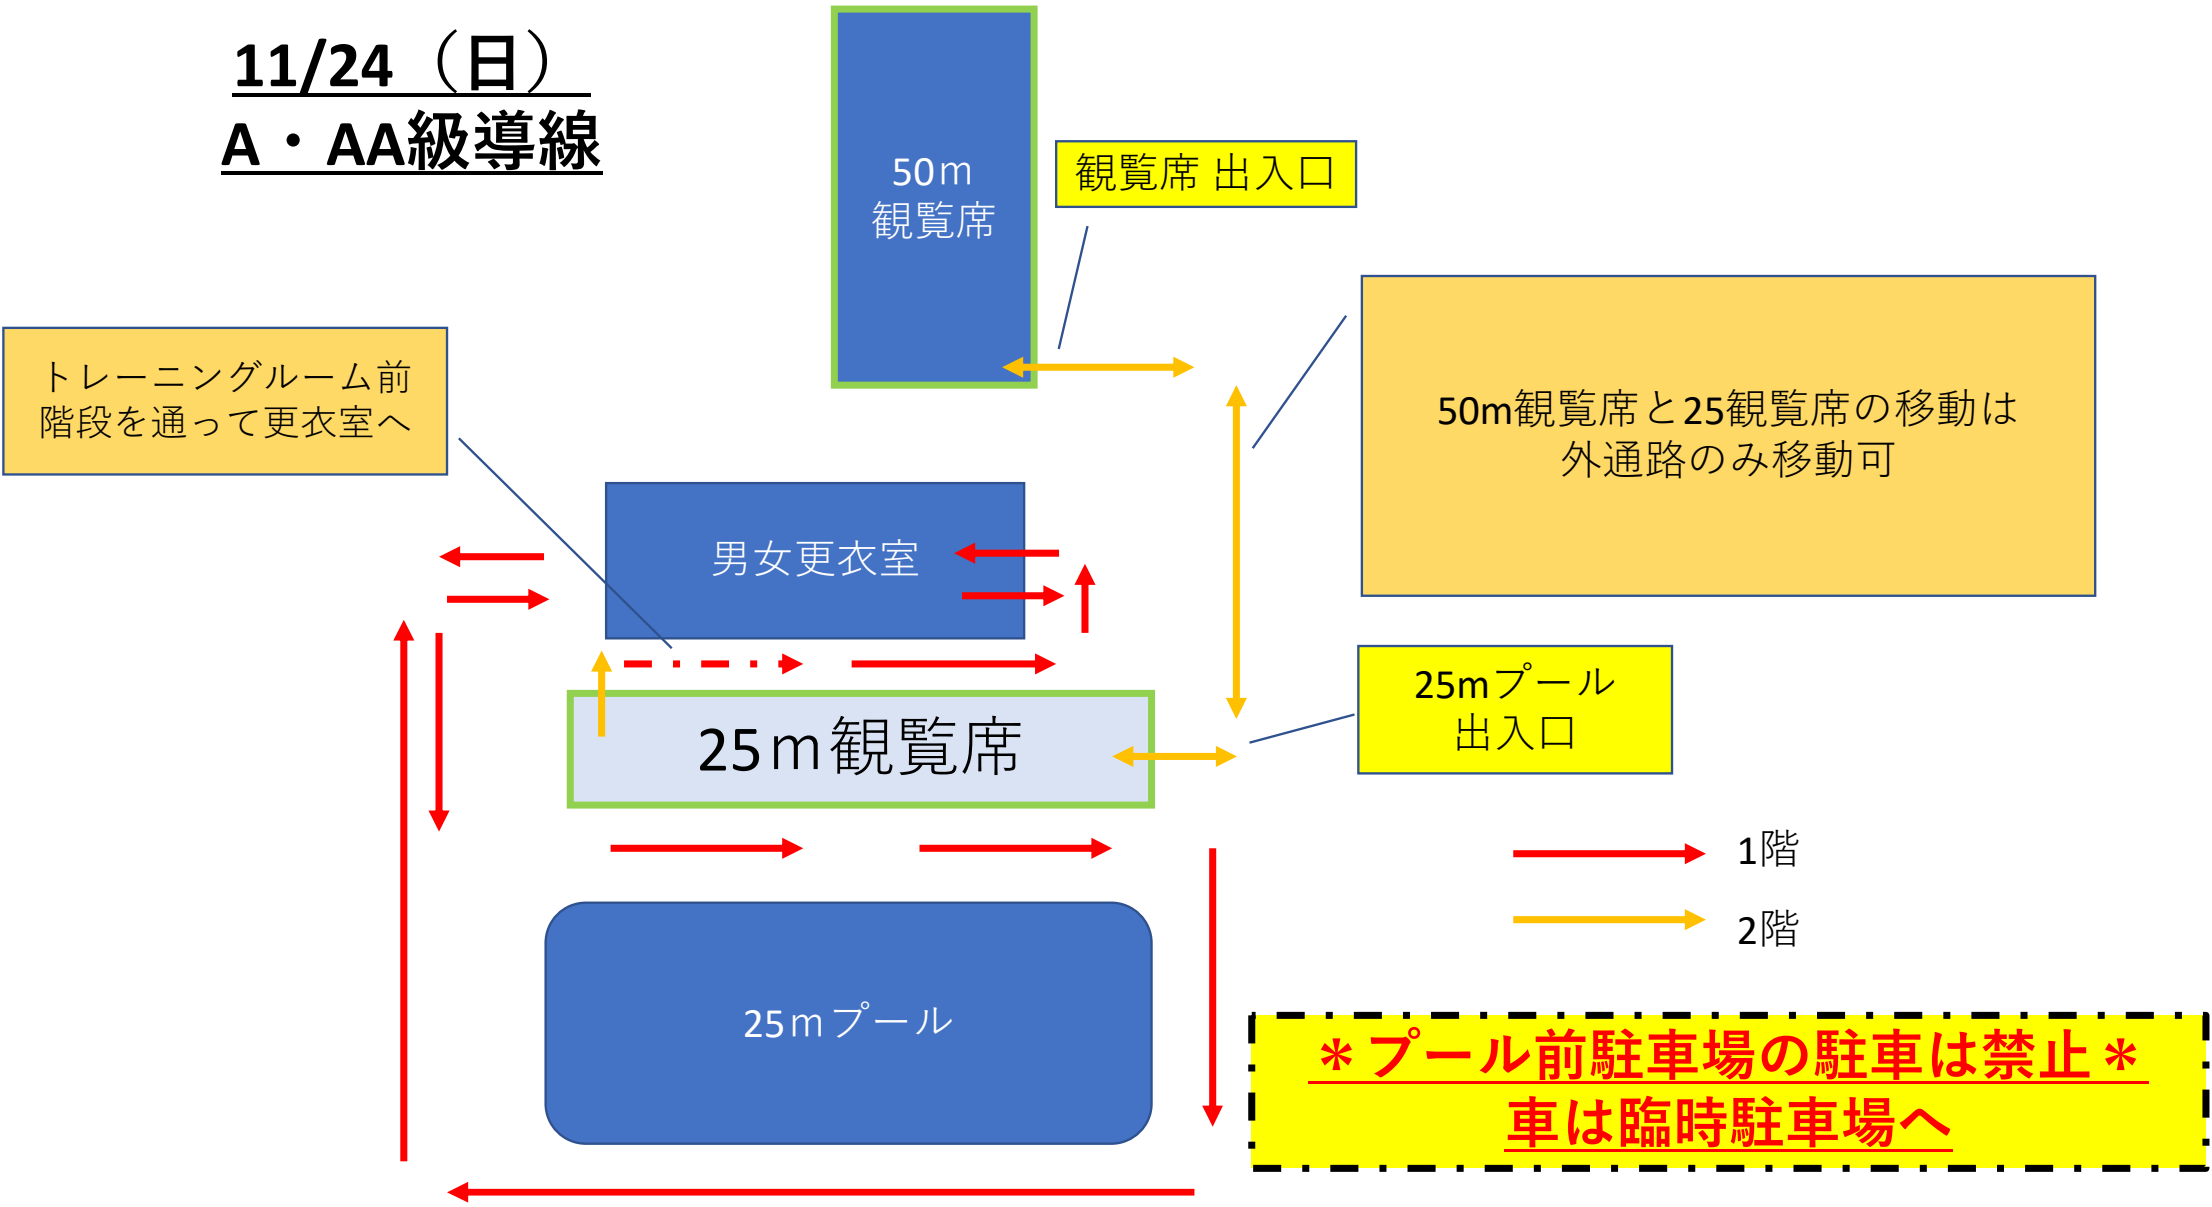 11/24（日）
A・AA級導線
50ｍ
観覧席
観覧席 出入口
トレーニングルーム前
階段を通って更衣室へ
50m観覧席と25観覧席の移動は
外通路のみ移動可
男女更衣室
25mプール
出入口
25ｍ観覧席
1階
2階
25ｍプール
＊プール前駐車場の駐車は禁止＊
車は臨時駐車場へ